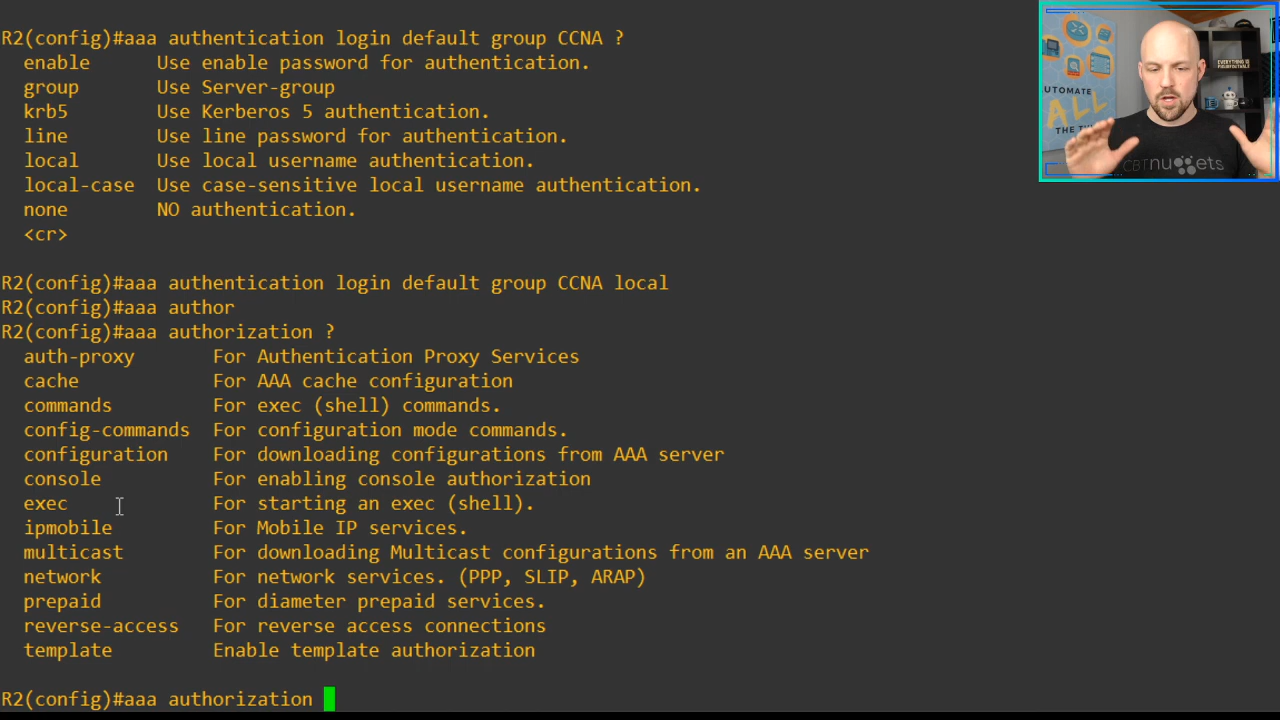 R2(config)#aaa authentication login default group CCNA ?
enable Use enable password for authentication.
group Use Server-group
krb5 Use Kerberos 5 authentication.
line Use line password for authentication.
local Use local username authentication.
local-case Use case-sensitive local username authentication.
none NO authentication.
<cr>
R2(config)#aaa authentication login default group CCNA local
R2(config)#aaa author
R2(config)#aaa authorization ?
auth-proxy For Authentication Proxy Services
cache For AAA cache configuration
commands For exec (shell) commands.
config-commands For configuration mode commands.
configuration For downloading configurations from AAA server
console For enabling console authorization
exec For starting an exec (shell).
ipmobile For Mobile IP services.
multicast For downloading Multicast configurations from an AAA server
network For network services. (PPP, SLIP, ARAP)
prepaid For diameter prepaid services.
reverse-access For reverse access connections
template Enable template authorization
R2(config)#aaa authorization
UTOMATE
ALL
THE
EVERYTHING IS
CBTnuggets